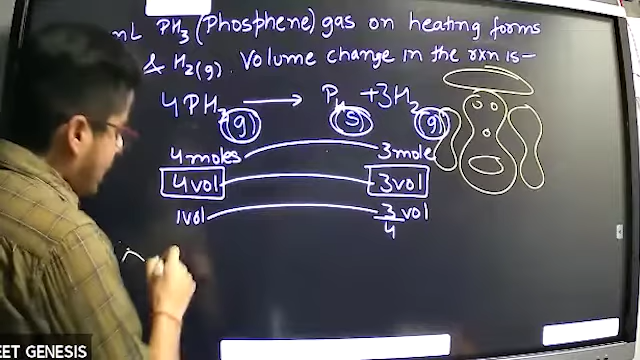 mL PH3 (Phosphene) gas on heating forms
& H2(g). Volume change in the rxn is—
4PH3 (g) → P4 (s) + 3H2 (g)
4 moles 3 mole
4 vol 3 vol
1 vol 3/4 vol
EET GENESIS